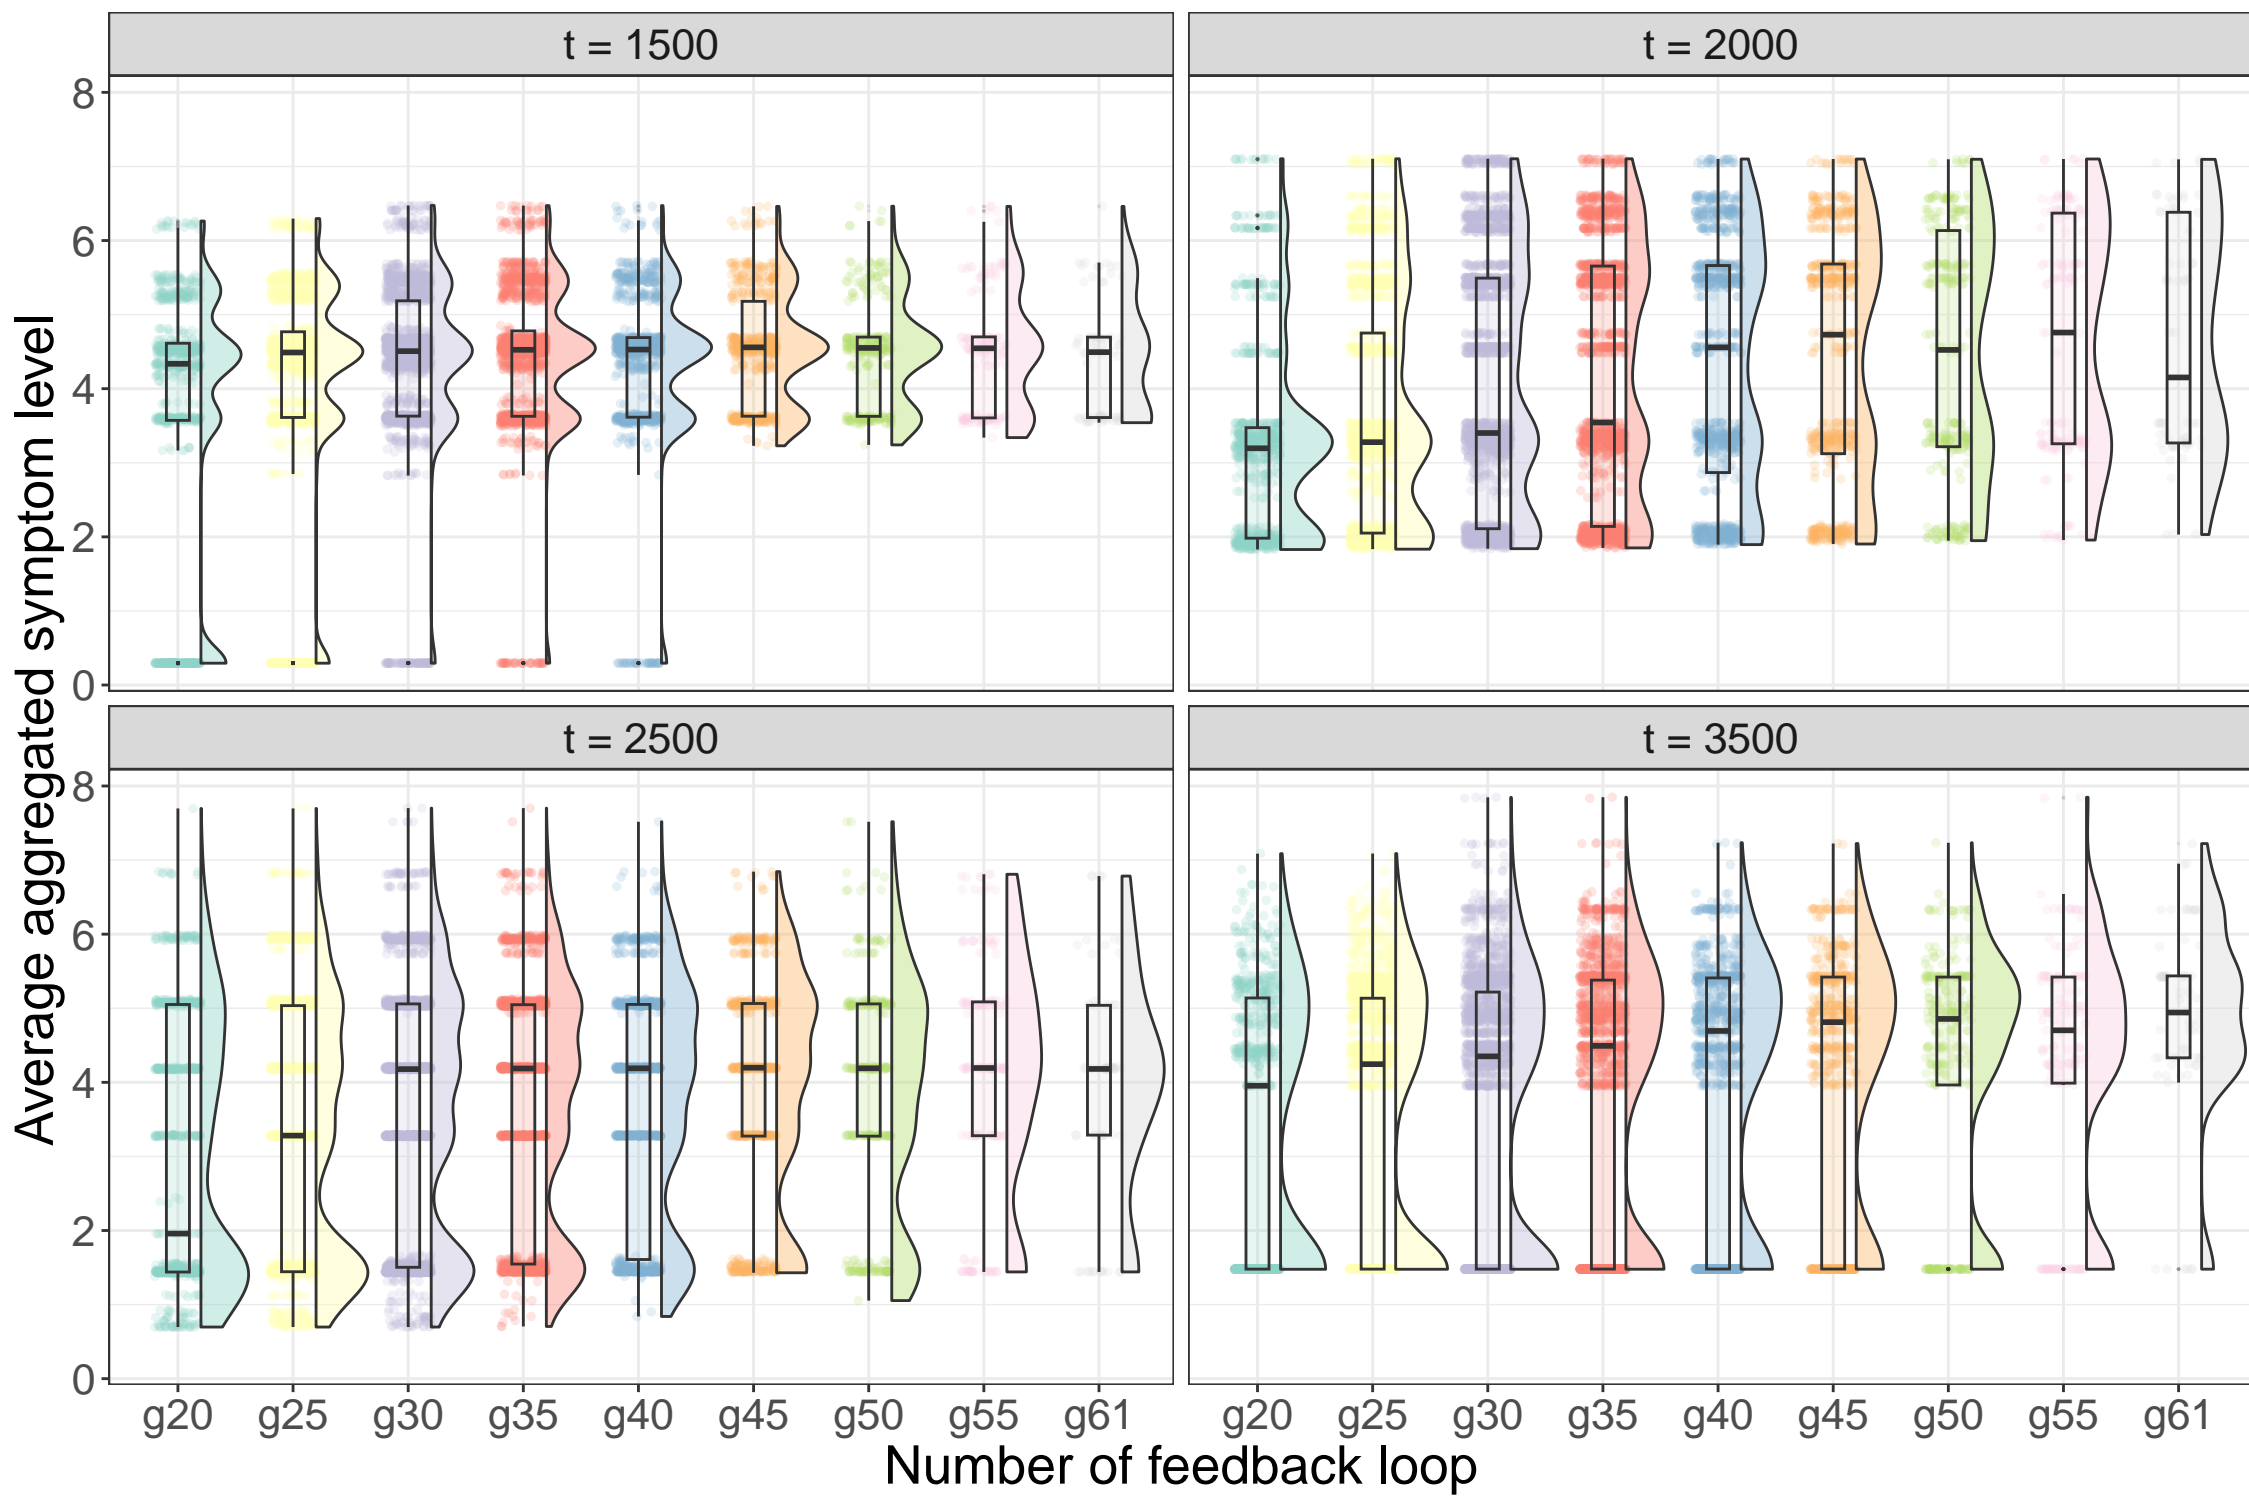 t = 1500
t = 2000
8
6
4
2
0
t = 2500
t = 3500
8
6
4
2
0
g20 g25 g30 g35 g40 g45 g50 g55 g61
g20 g25 g30 g35 g40 g45 g50 g55 g61
Number of feedback loop
Average aggregated symptom level